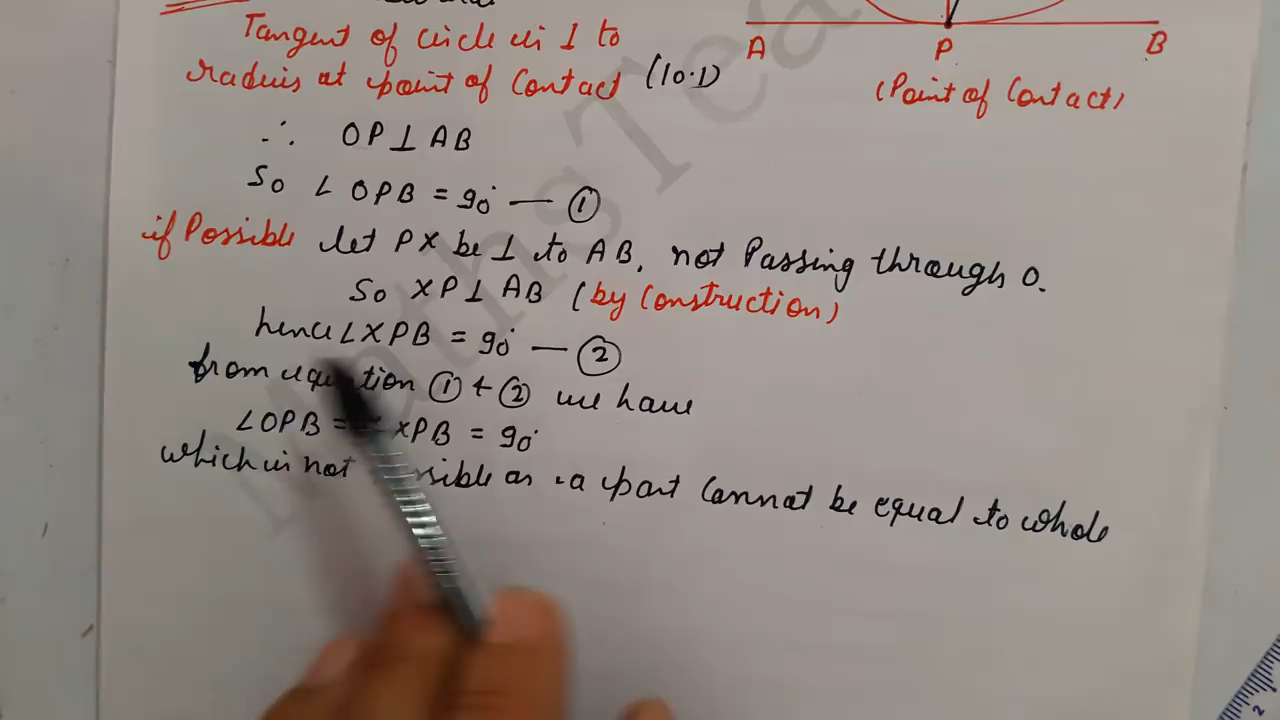 Tangent of circle is ⊥ to
radius at point of Contact (10.1)
A P B
(Point of Contact)
∴ OP ⊥ AB
So ∠ OPB = 90° — ①
if Possible let PX be ⊥ to AB, not Passing through O.
So XP ⊥ AB (by Construction)
hence ∠XPB = 90° — ②
from equation ① + ② we have
∠OPB = ∠XPB = 90°
which is not possible as a part Cannot be equal to whole
Maths Tea
2